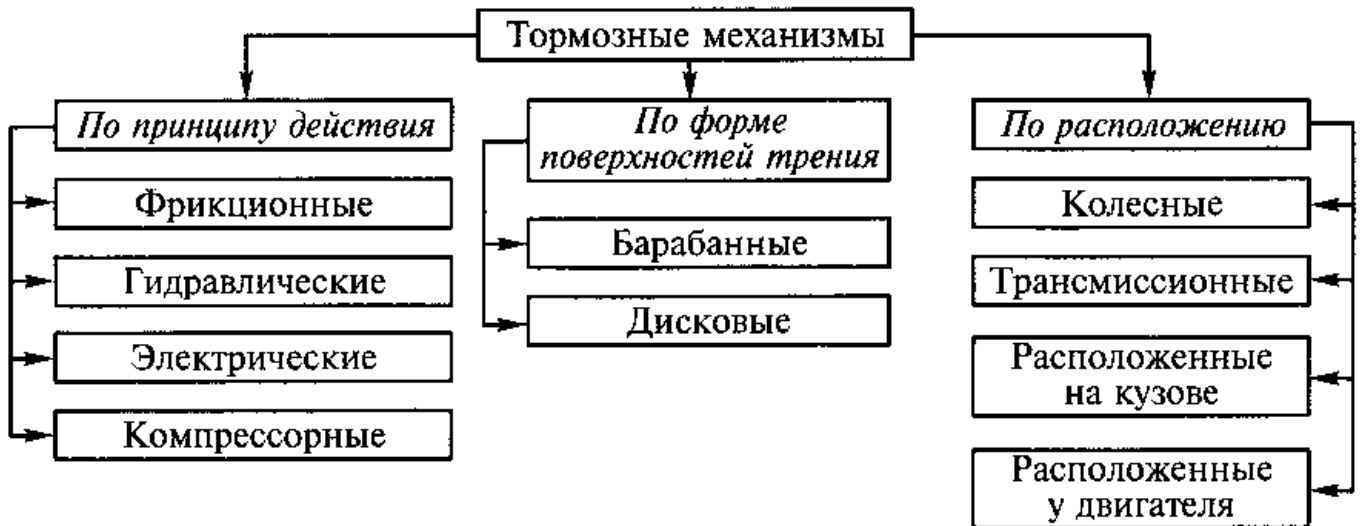 Тормозные механизмы
По принципу действия
Фрикционные
Гидравлические
Электрические
Компрессорные
По форме
поверхностей трения
Барабанные
Дисковые
По расположению
Колесные
Трансмиссионные
Расположенные
на кузове
Расположенные
у двигателя